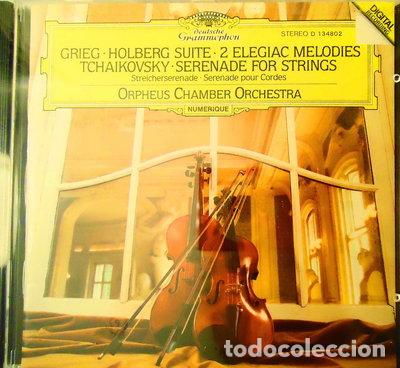 Deutsche
Grammophon
STEREO D 134802
DIGITAL
RECORDING
GRIEG · HOLBERG SUITE · 2 ELEGIAC MELODIES
TCHAIKOVSKY · SERENADE FOR STRINGS
Streicherserenade · Serenade pour Cordes
ORPHEUS CHAMBER ORCHESTRA
NUMERIQUE
todocoleccion